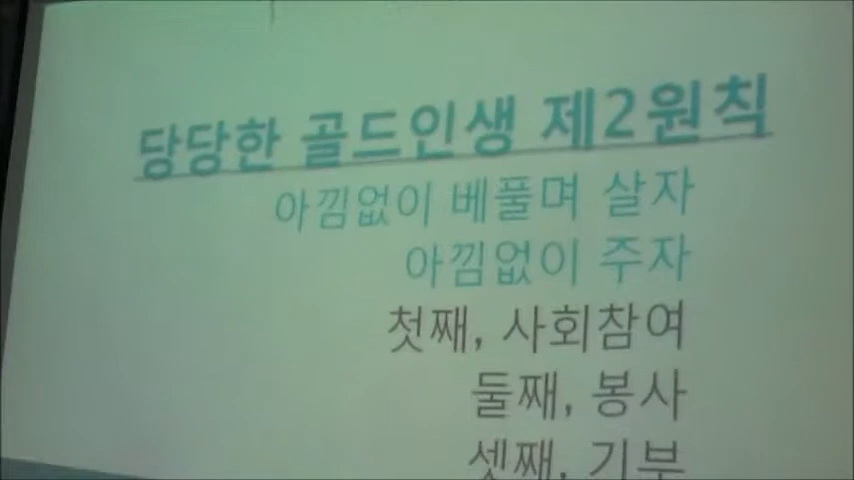 당당한 골드인생 제2원칙
아낌없이 베풀며 살자
아낌없이 주자
첫째, 사회참여
둘째, 봉사
셋째, 기부